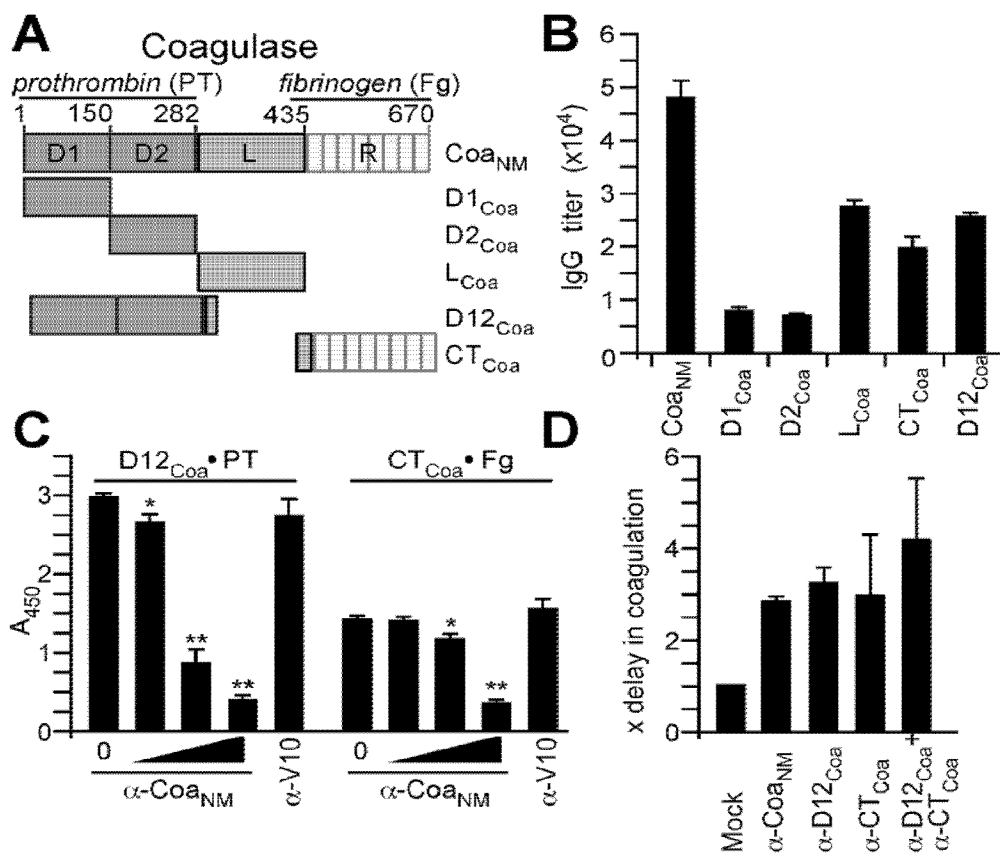 A
Coagulase
prothrombin (PT) fibrinogen (Fg)
1 150 282 435 670
D1 D2 L R CoaNM
D1Coa
D2Coa
LCoa
D12Coa
CTCoa
B
IgG titer (x10⁴)
6
5
4
3
2
1
0
CoaNM D1Coa D2Coa LCoa CTCoa D12Coa
C
D12Coa• PT CTCoa• Fg
A450
3
2
1
0
* ** ** * **
0 0
α-CoaNM α-V10 α-CoaNM α-V10
D
x delay in coagulation
6
4
2
0
Mock α-CoaNM α-D12Coa α-CTCoa α-D12Coa + α-CTCoa